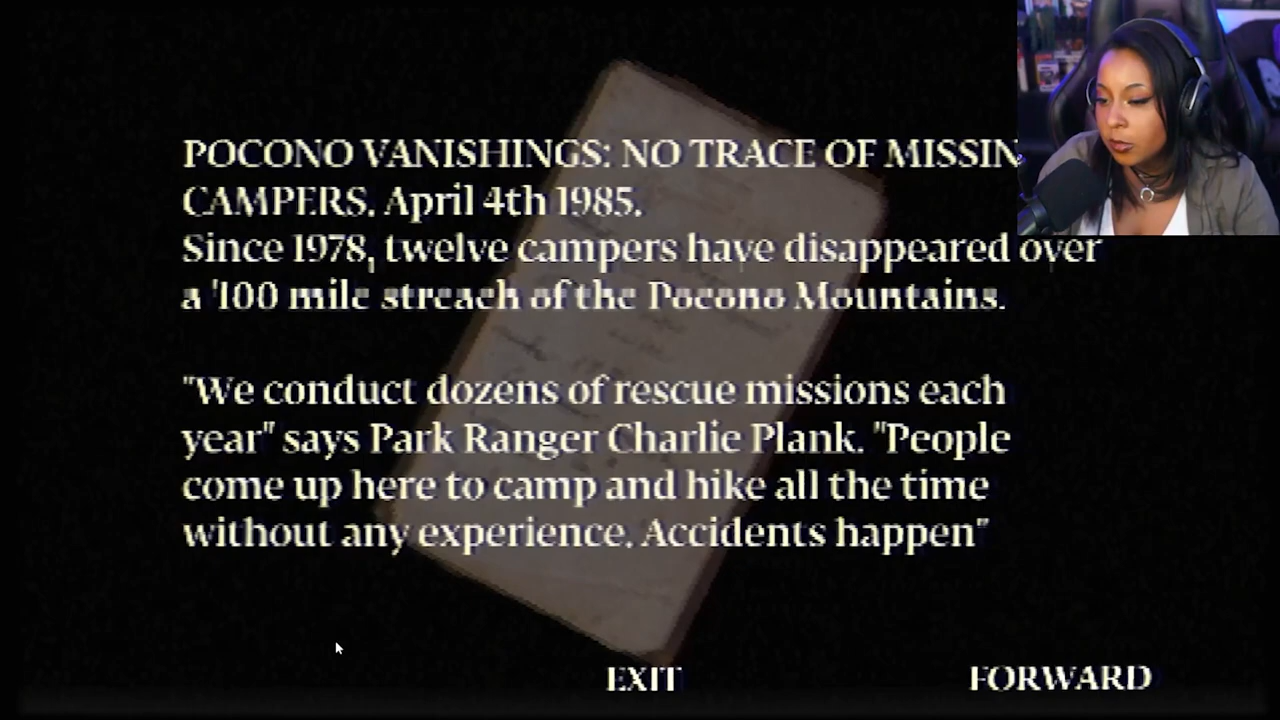 POCONO VANISHINGS: NO TRACE OF MISSIN
CAMPERS. April 4th 1985.
Since 1978, twelve campers have disappeared over
a '100 mile streach of the Pocono Mountains.
"We conduct dozens of rescue missions each
year" says Park Ranger Charlie Plank. "People
come up here to camp and hike all the time
without any experience. Accidents happen"
EXIT
FORWARD